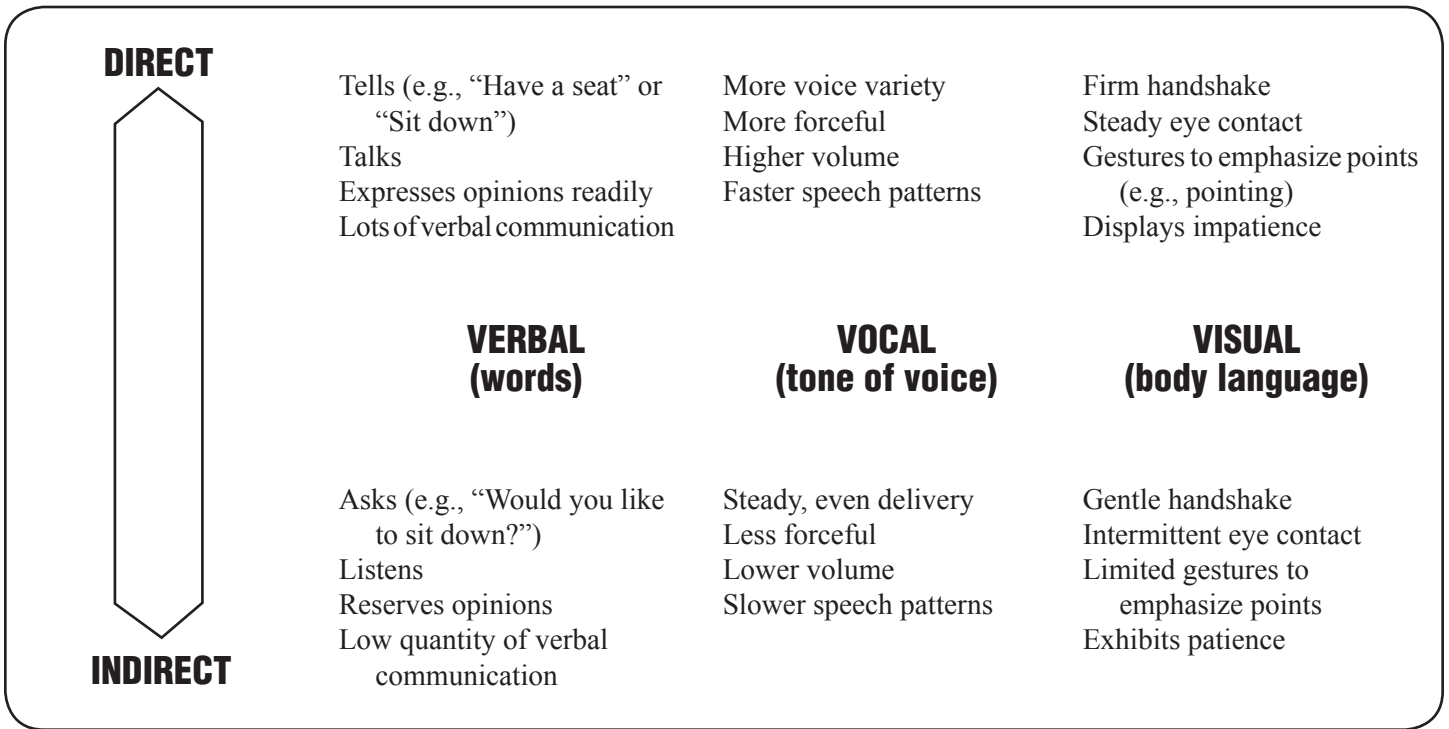 DIRECT
Tells (e.g., “Have a seat” or
“Sit down”)
Talks
Expresses opinions readily
Lots of verbal communication
More voice variety
More forceful
Higher volume
Faster speech patterns
Firm handshake
Steady eye contact
Gestures to emphasize points
(e.g., pointing)
Displays impatience
VERBAL
(words)
VOCAL
(tone of voice)
VISUAL
(body language)
Asks (e.g., “Would you like
to sit down?”)
Listens
Reserves opinions
Low quantity of verbal
communication
Steady, even delivery
Less forceful
Lower volume
Slower speech patterns
Gentle handshake
Intermittent eye contact
Limited gestures to
emphasize points
Exhibits patience
INDIRECT